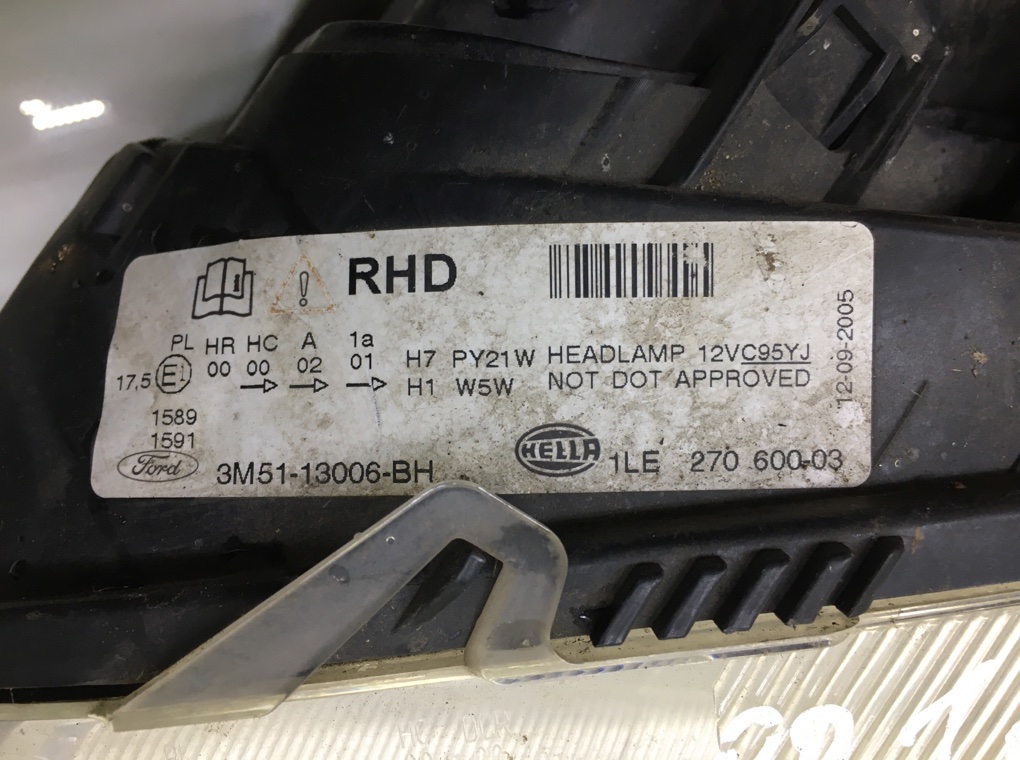 RHD
PL HR HC A 1a
17,5 E1 00 00 02 01
H7 PY21W HEADLAMP 12VC95YJ
H1 W5W NOT DOT APPROVED
12-09-2005
1589
1591
Ford 3M51-13006-BH HELLA 1LE 270 600-03